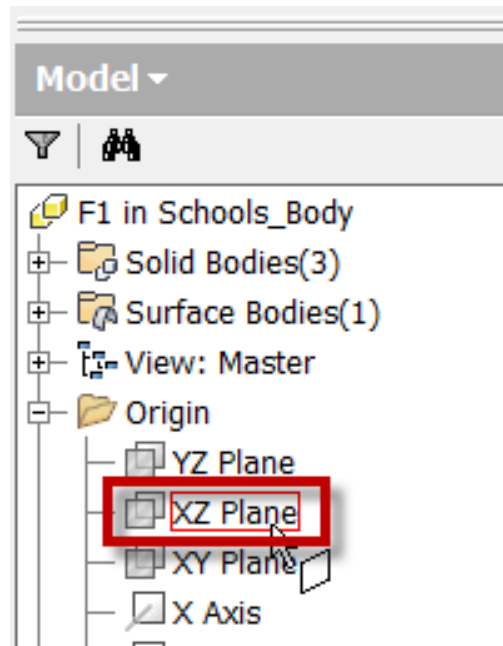 Model
F1 in Schools_Body
Solid Bodies(3)
Surface Bodies(1)
View: Master
Origin
YZ Plane
XZ Plane
XY Plane
X Axis